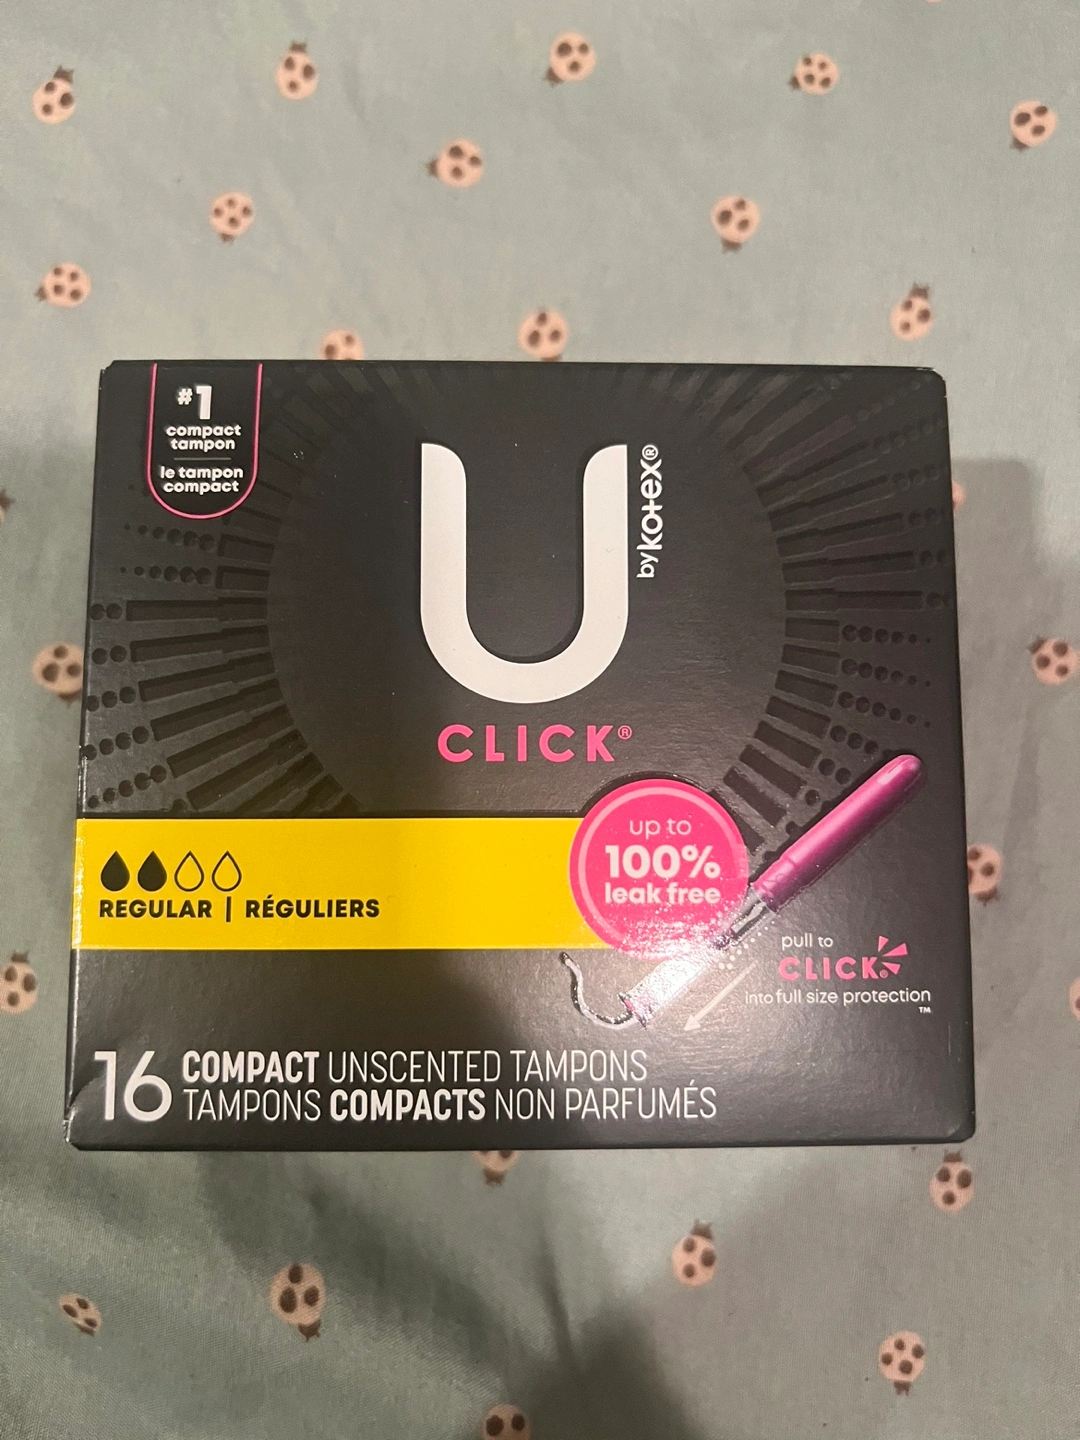 #1
compact
tampon
le tampon
compact
U
by kotex®
CLICK®
up to
100%
leak free
REGULAR | RÉGULIERS
pull to
CLICK®
into full size protection
™
16 COMPACT UNSCENTED TAMPONS
TAMPONS COMPACTS NON PARFUMÉS